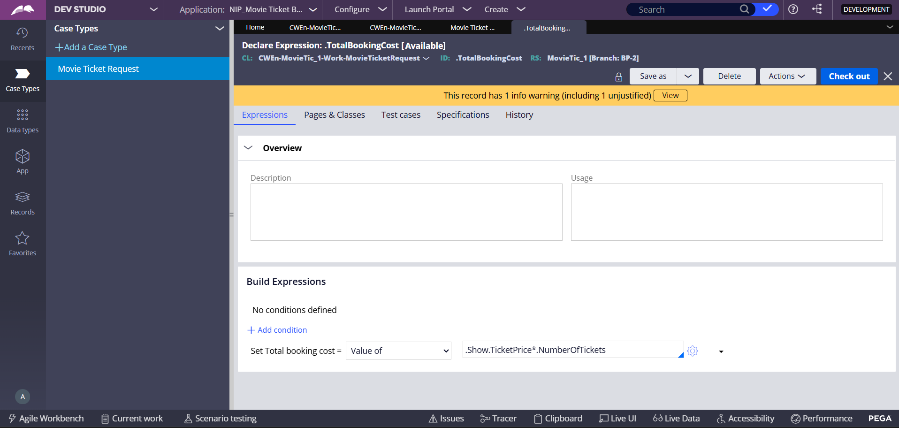 DEV STUDIO
Application: NIP_Movie Ticket B...
Configure
Launch Portal
Create
Search
DEVELOPMENT
Recents
Case Types
Data types
App
Records
Favorites
A
Case Types
+Add a Case Type
Movie Ticket Request
Home
CWEn-MovieTic...
CWEn-MovieTic...
Movie Ticket ...
.TotalBooking...
Declare Expression: .TotalBookingCost [Available]
CL: CWEn-MovieTic_1-Work-MovieTicketRequest ID: .TotalBookingCost RS: MovieTic_1 [Branch: BP-2]
Save as
Delete
Actions
Check out
This record has 1 info warning (including 1 unjustified) View
Expressions
Pages & Classes
Test cases
Specifications
History
Overview
Description
Usage
Build Expressions
No conditions defined
+ Add condition
Set Total booking cost = Value of .Show.TicketPrice*.NumberOfTickets
Agile Workbench
Current work
Scenario testing
Issues
Tracer
Clipboard
Live UI
Live Data
Accessibility
Performance
PEGA